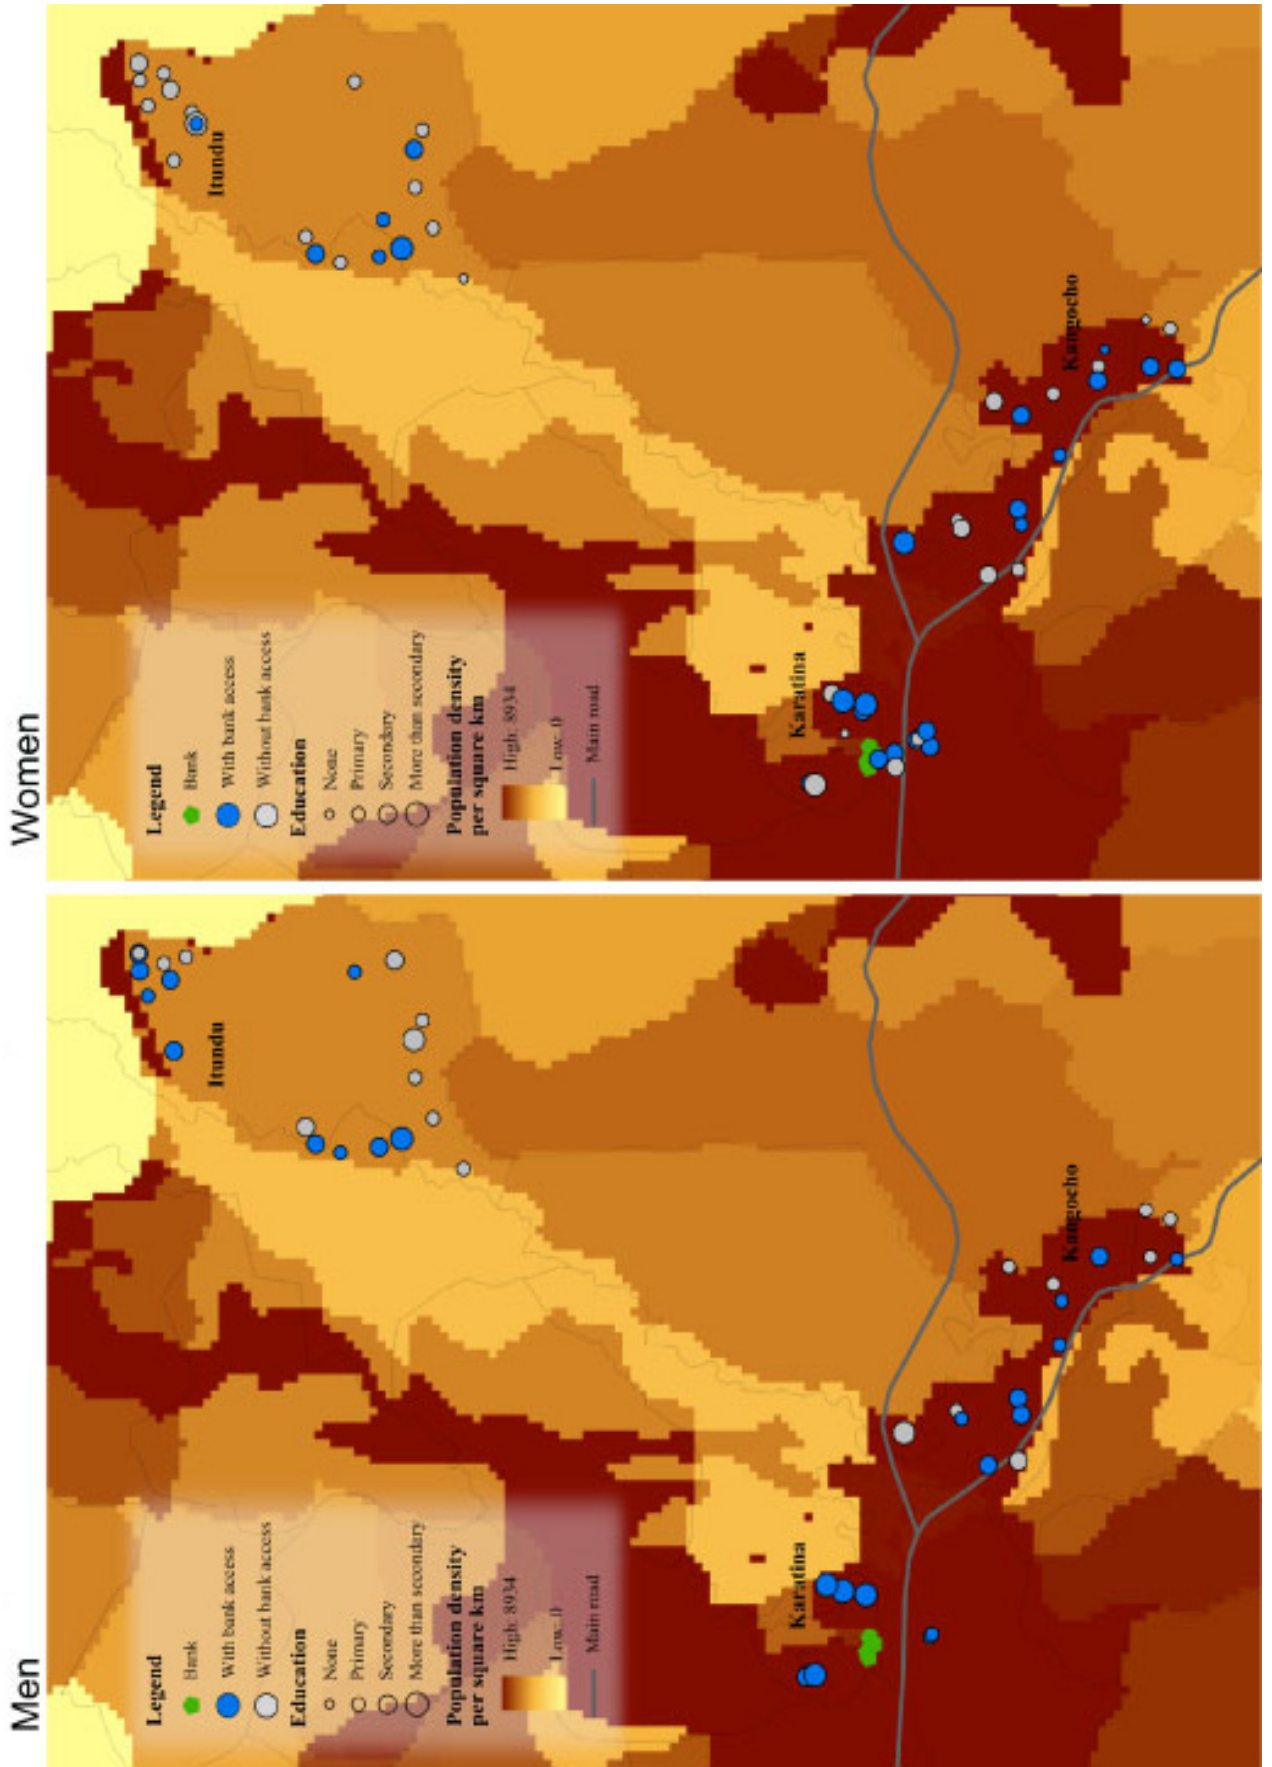 Men
Legend
Bank
With bank access
Without bank access
Education
None
Primary
Secondary
More than secondary
Population density
per square km
High: 8934
Low: 0
Main road
Karatina
Itundu
Kangocho
Women
Legend
Bank
With bank access
Without bank access
Education
None
Primary
Secondary
More than secondary
Population density
per square km
High: 8934
Low: 0
Main road
Karatina
Itundu
Kangocho